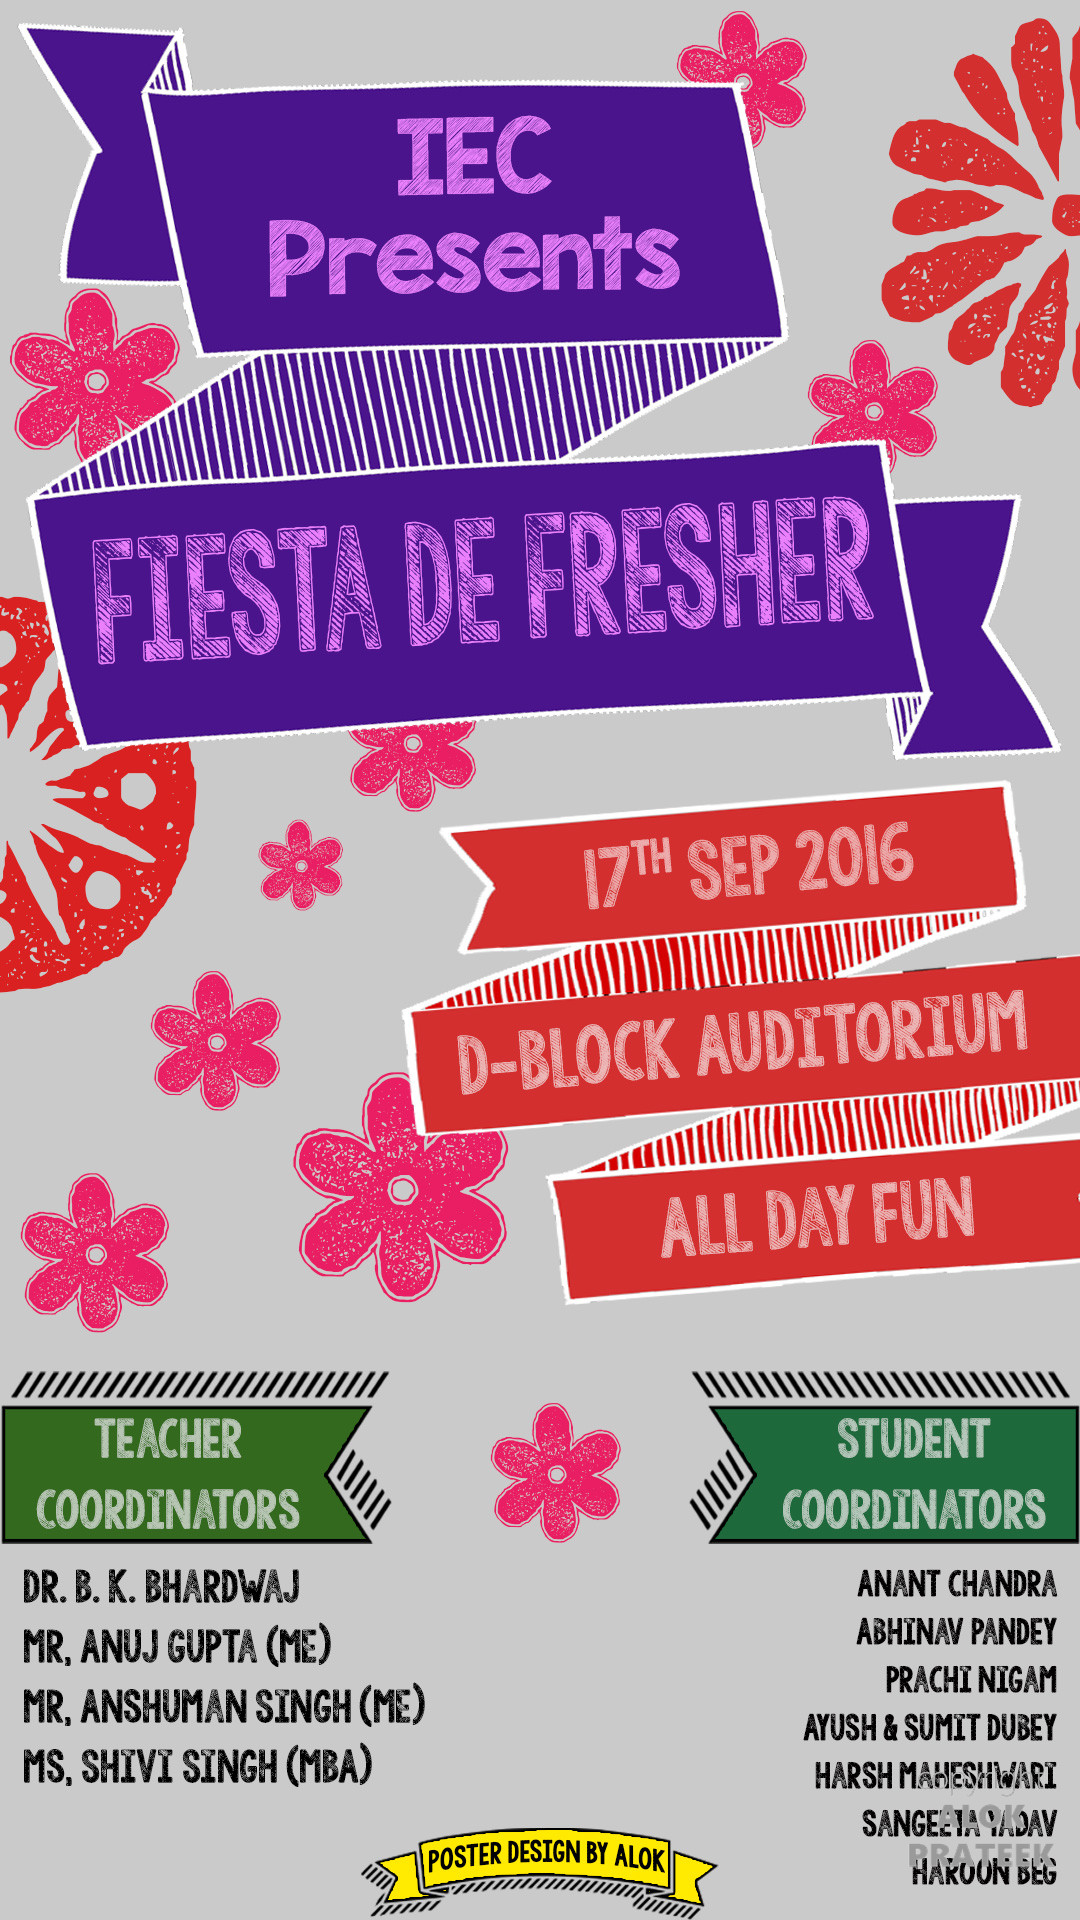 IEC
Presents
FIESTA DE FRESHER
17TH SEP 2016
D-BLOCK AUDITORIUM
ALL DAY FUN
TEACHER
COORDINATORS
DR. B. K. BHARDWAJ
MR, ANUJ GUPTA (ME)
MR, ANSHUMAN SINGH (ME)
MS, SHIVI SINGH (MBA)
STUDENT
COORDINATORS
ANANT CHANDRA
ABHINAV PANDEY
PRACHI NIGAM
AYUSH & SUMIT DUBEY
HARSH MAHESHWARI
SANGEETA YADAV
HAROON BEG
ALOK
PRATEEK
POSTER DESIGN BY ALOK